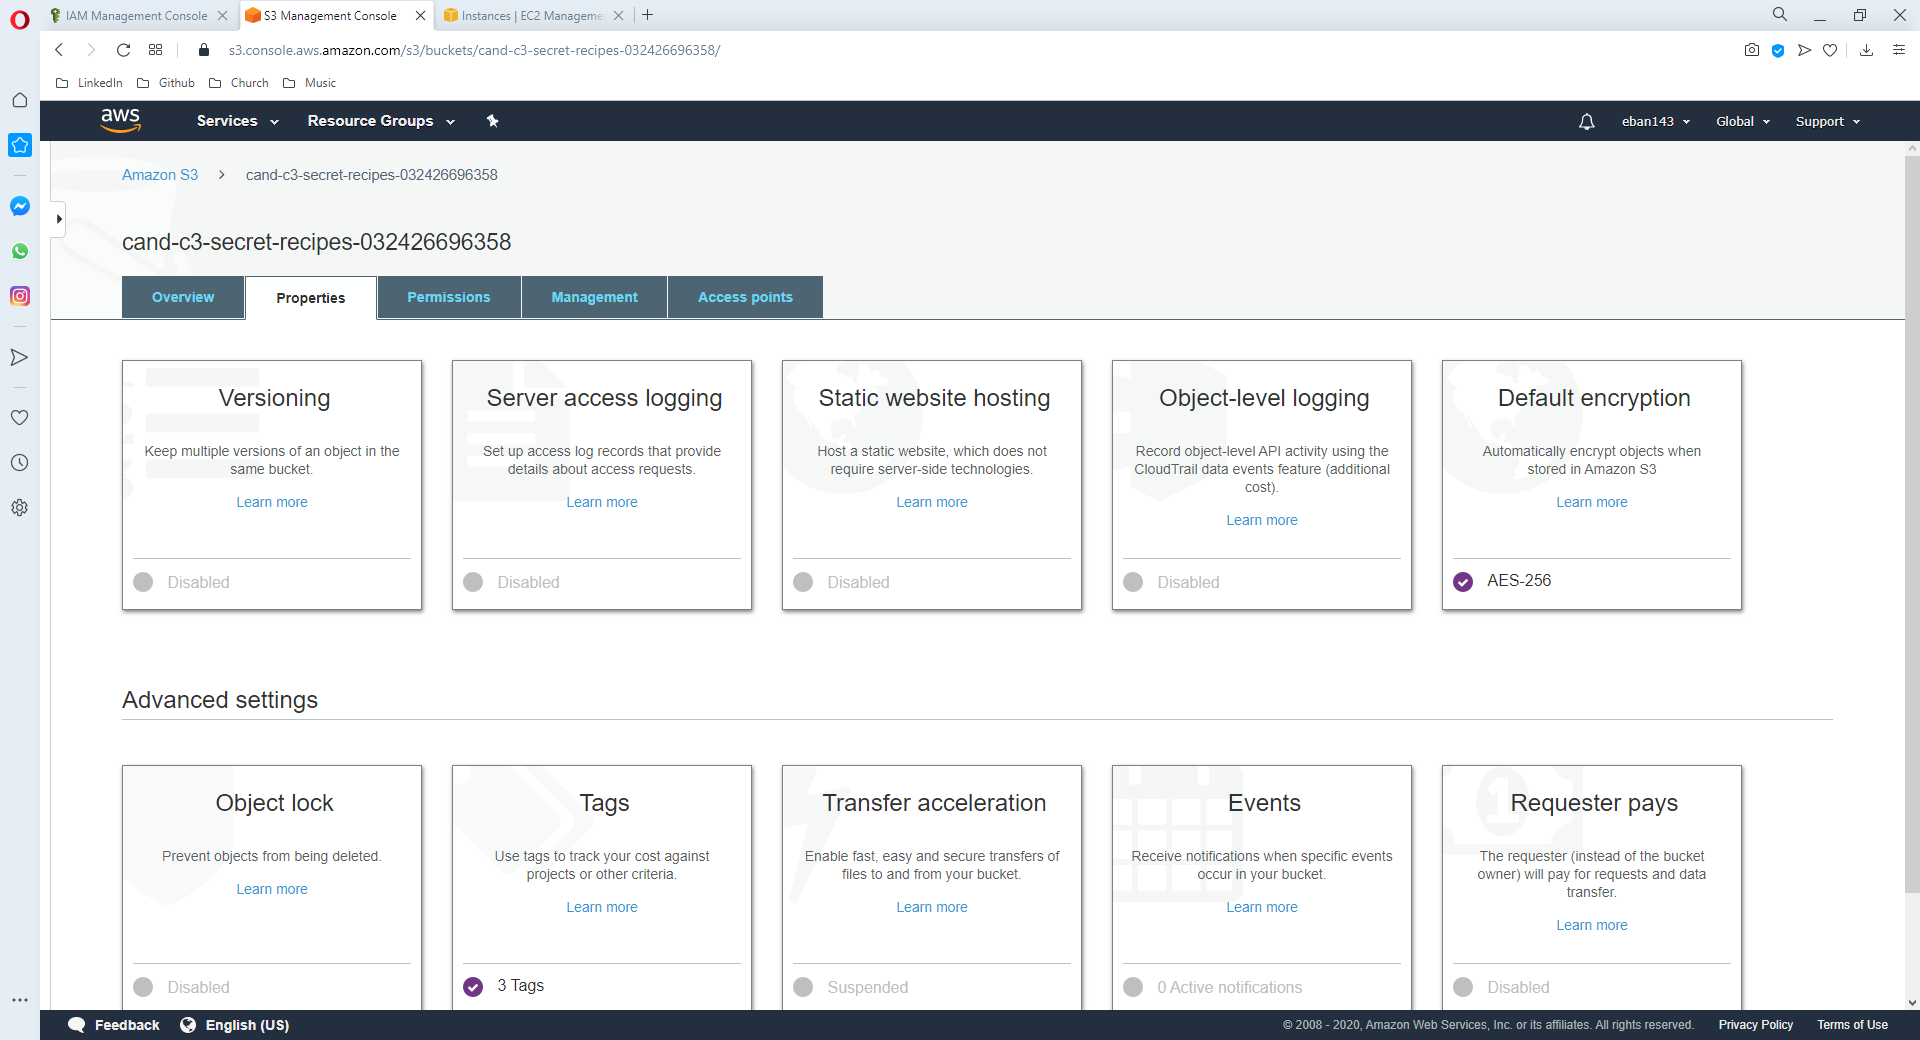 IAM Management Console
S3 Management Console
Instances | EC2 Manageme
s3.console.aws.amazon.com/s3/buckets/cand-c3-secret-recipes-032426696358/
LinkedIn Github Church Music
aws Services Resource Groups eban143 Global Support
Amazon S3 > cand-c3-secret-recipes-032426696358
cand-c3-secret-recipes-032426696358
Overview Properties Permissions Management Access points
Versioning
Keep multiple versions of an object in the
same bucket.
Learn more
Disabled
Server access logging
Set up access log records that provide
details about access requests.
Learn more
Disabled
Static website hosting
Host a static website, which does not
require server-side technologies.
Learn more
Disabled
Object-level logging
Record object-level API activity using the
CloudTrail data events feature (additional
cost).
Learn more
Disabled
Default encryption
Automatically encrypt objects when
stored in Amazon S3
Learn more
AES-256
Advanced settings
Object lock
Prevent objects from being deleted.
Learn more
Disabled
Tags
Use tags to track your cost against
projects or other criteria.
Learn more
3 Tags
Transfer acceleration
Enable fast, easy and secure transfers of
files to and from your bucket.
Learn more
Suspended
Events
Receive notifications when specific events
occur in your bucket.
Learn more
0 Active notifications
Requester pays
The requester (instead of the bucket
owner) will pay for requests and data
transfer.
Learn more
Disabled
Feedback English (US) © 2008 - 2020, Amazon Web Services, Inc. or its affiliates. All rights reserved. Privacy Policy Terms of Use